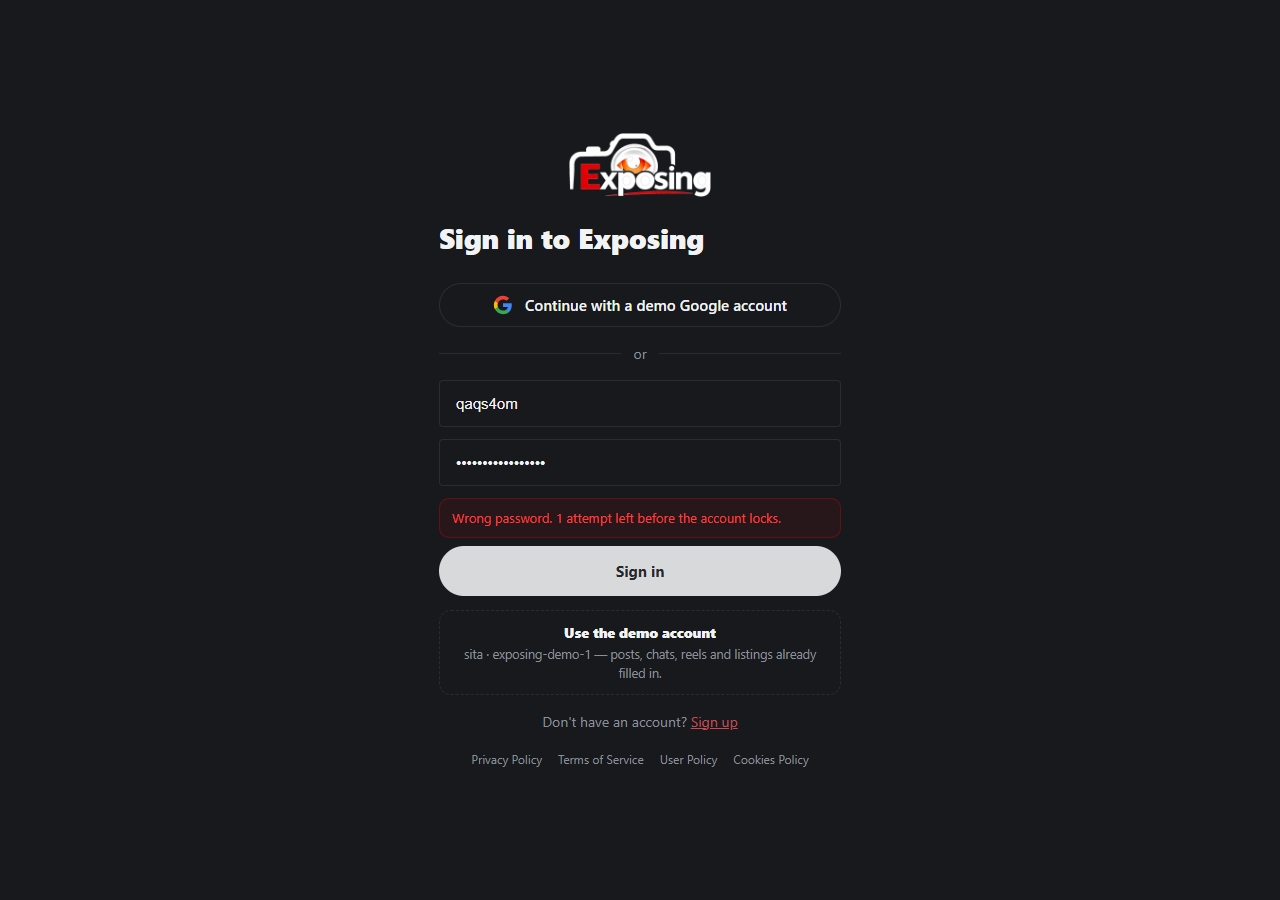 Exposing
Sign in to Exposing
Continue with a demo Google account
or
qaqs4om
•••••••••••••••••
Wrong password. 1 attempt left before the account locks.
Sign in
Use the demo account
sita · exposing-demo-1 — posts, chats, reels and listings already
filled in.
Don't have an account? Sign up
Privacy Policy Terms of Service User Policy Cookies Policy